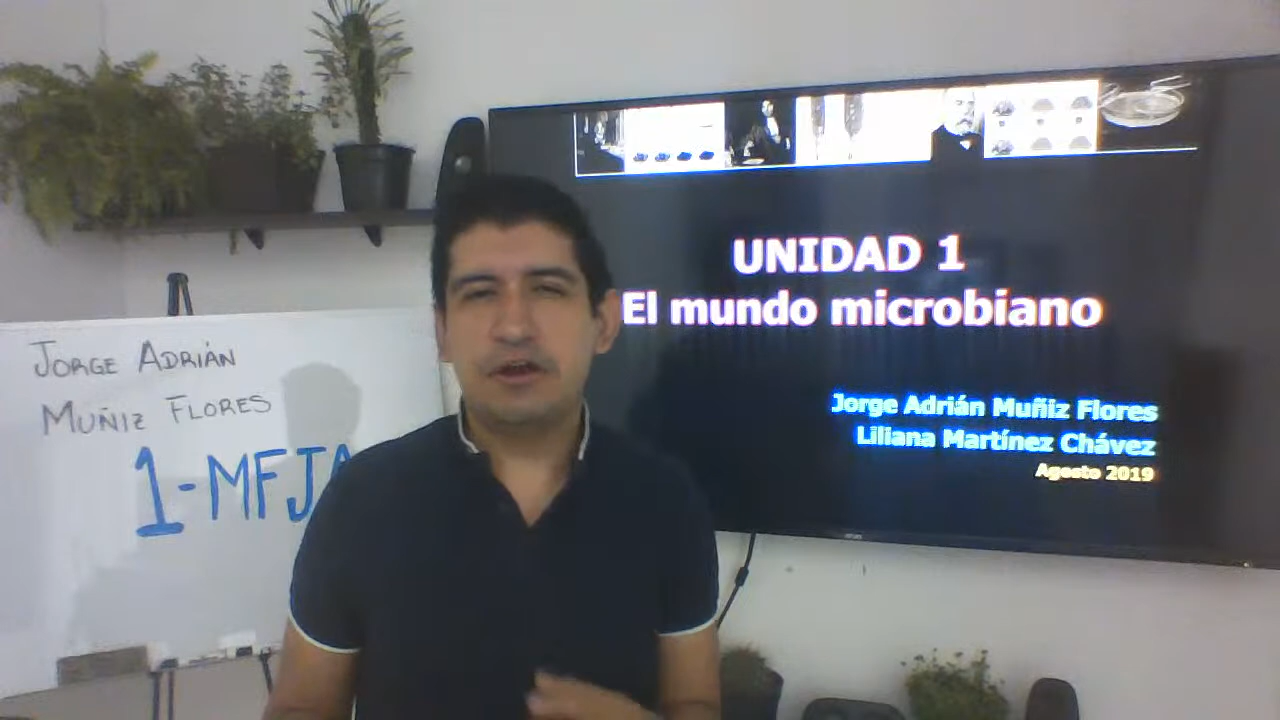 UNIDAD 1
El mundo microbiano
Jorge Adrián Muñiz Flores
Liliana Martínez Chávez
Agosto 2019
JORGE ADRIÁN
MUÑIZ FLORES
1-MFJA